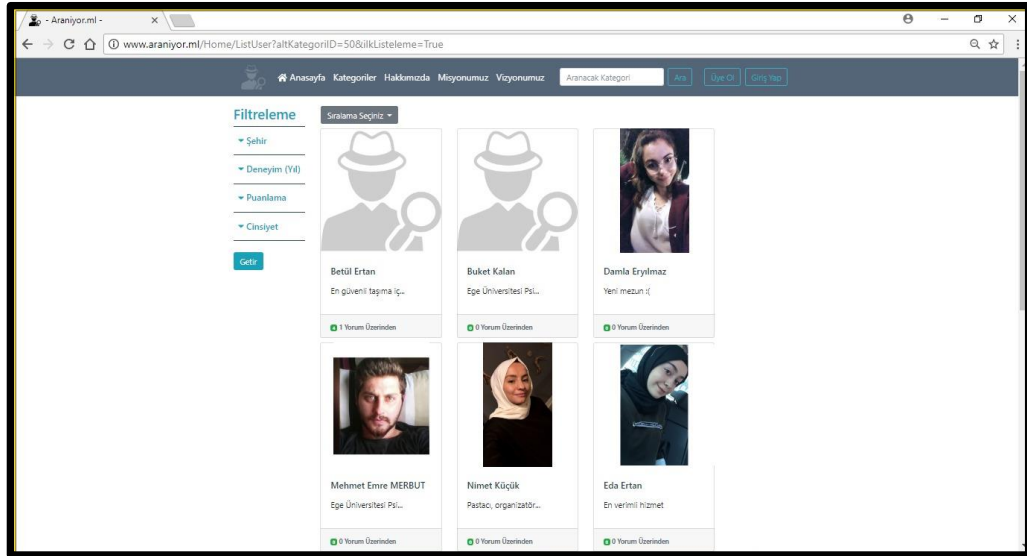 - Araniyor.ml -
www.araniyor.ml/Home/ListUser?altKategoriID=50&ilkListeleme=True
Anasayfa Kategoriler Hakkımızda Misyonumuz Vizyonumuz Aranacak Kategori Ara Üye Ol Giriş Yap
Filtreleme
Sıralama Seçiniz
Şehir
Deneyim (Yıl)
Puanlama
Cinsiyet
Getir
Betül Ertan
En güvenli taşıma iç...
1 Yorum Üzerinden
Buket Kalan
Ege Üniversitesi Psi...
0 Yorum Üzerinden
Damla Eryılmaz
Yeni mezun :(
0 Yorum Üzerinden
Mehmet Emre MERBUT
Ege Üniversitesi Psi...
0 Yorum Üzerinden
Nimet Küçük
Pastacı, organizatör...
0 Yorum Üzerinden
Eda Ertan
En verimli hizmet
0 Yorum Üzerinden